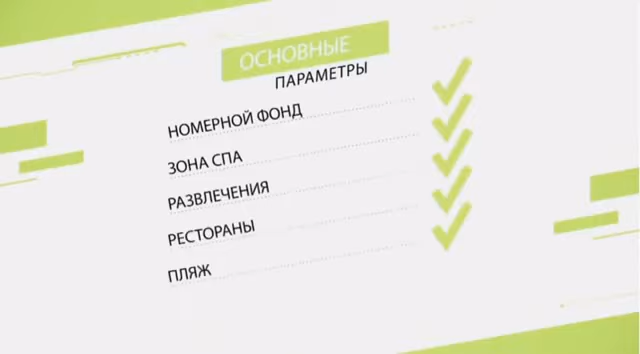 ОСНОВНЫЕ
ПАРАМЕТРЫ
НОМЕРНОЙ ФОНД
ЗОНА СПА
РАЗВЛЕЧЕНИЯ
РЕСТОРАНЫ
ПЛЯЖ